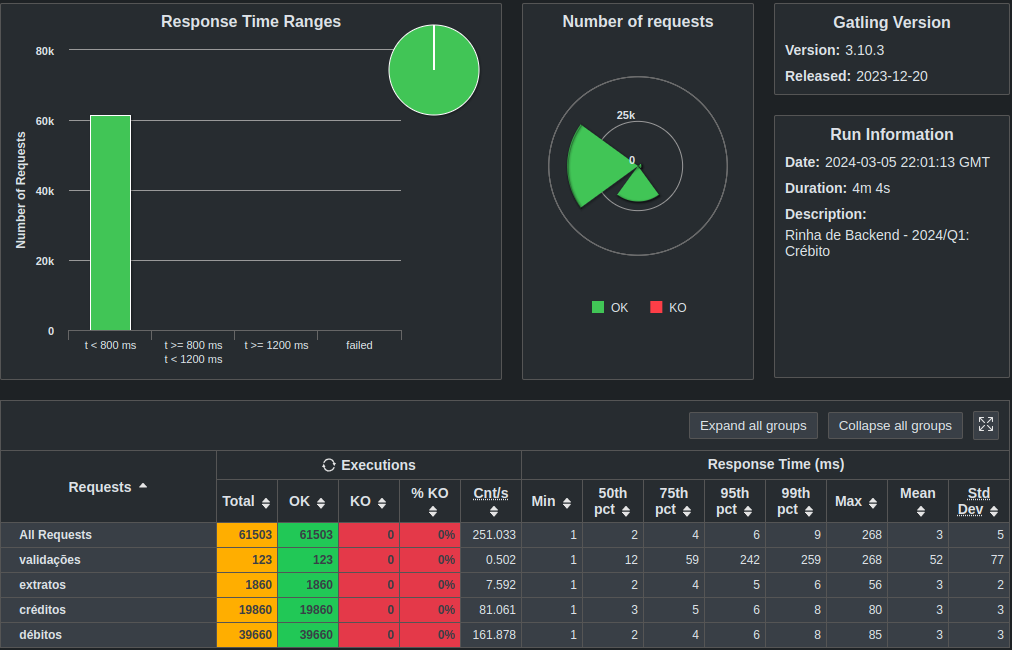 Response Time Ranges
80k
60k
40k
20k
0
Number of Requests
t < 800 ms
t >= 800 ms
t < 1200 ms
t >= 1200 ms
failed
Number of requests
25k
0
OK
KO
Gatling Version
Version: 3.10.3
Released: 2023-12-20
Run Information
Date: 2024-03-05 22:01:13 GMT
Duration: 4m 4s
Description:
Rinha de Backend - 2024/Q1:
Crébito
Expand all groups
Collapse all groups
Requests
Executions
Response Time (ms)
Total OK KO % KO Cnt/s Min 50th pct 75th pct 95th pct 99th pct Max Mean Std Dev
All Requests 61503 61503 0 0% 251.033 1 2 4 6 9 268 3 5
validações 123 123 0 0% 0.502 1 12 59 242 259 268 52 77
extratos 1860 1860 0 0% 7.592 1 2 4 5 6 56 3 2
créditos 19860 19860 0 0% 81.061 1 3 5 6 8 80 3 3
débitos 39660 39660 0 0% 161.878 1 2 4 6 8 85 3 3